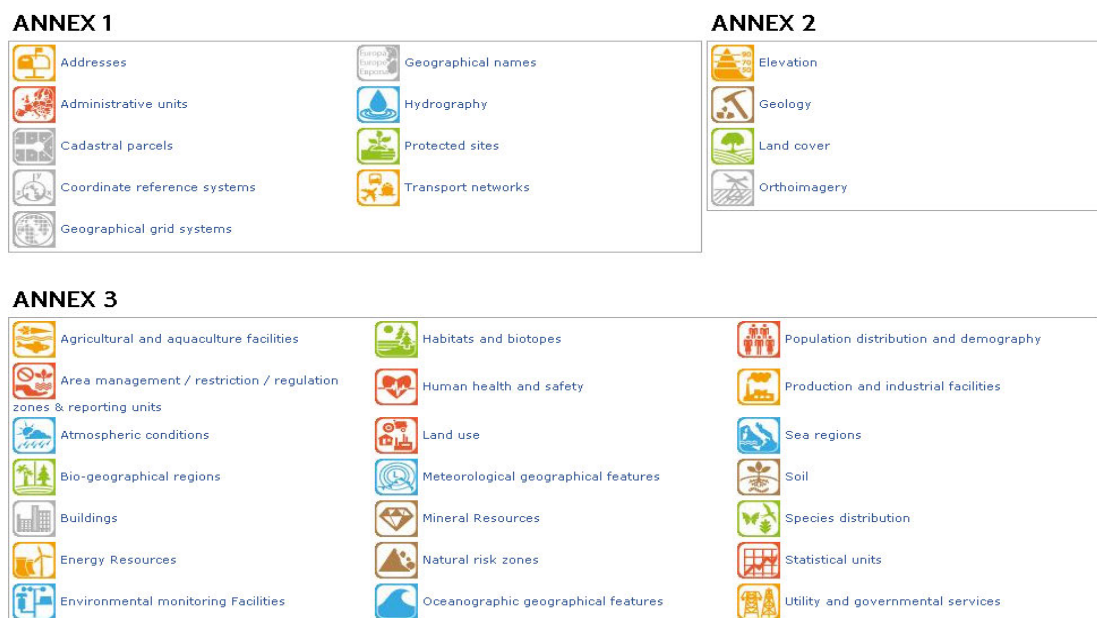 ANNEX 1
Addresses
Administrative units
Cadastral parcels
Coordinate reference systems
Geographical grid systems
Europa
Geographical names
Hydrography
Protected sites
Transport networks
ANNEX 2
90
70
50
Elevation
Geology
Land cover
Orthoimagery
ANNEX 3
Agricultural and aquaculture facilities
Area management / restriction / regulation
zones & reporting units
Atmospheric conditions
Bio-geographical regions
Buildings
Energy Resources
Environmental monitoring Facilities
Habitats and biotopes
Human health and safety
Land use
Meteorological geographical features
Mineral Resources
Natural risk zones
Oceanographic geographical features
Population distribution and demography
Production and industrial facilities
Sea regions
Soil
Species distribution
Statistical units
Utility and governmental services